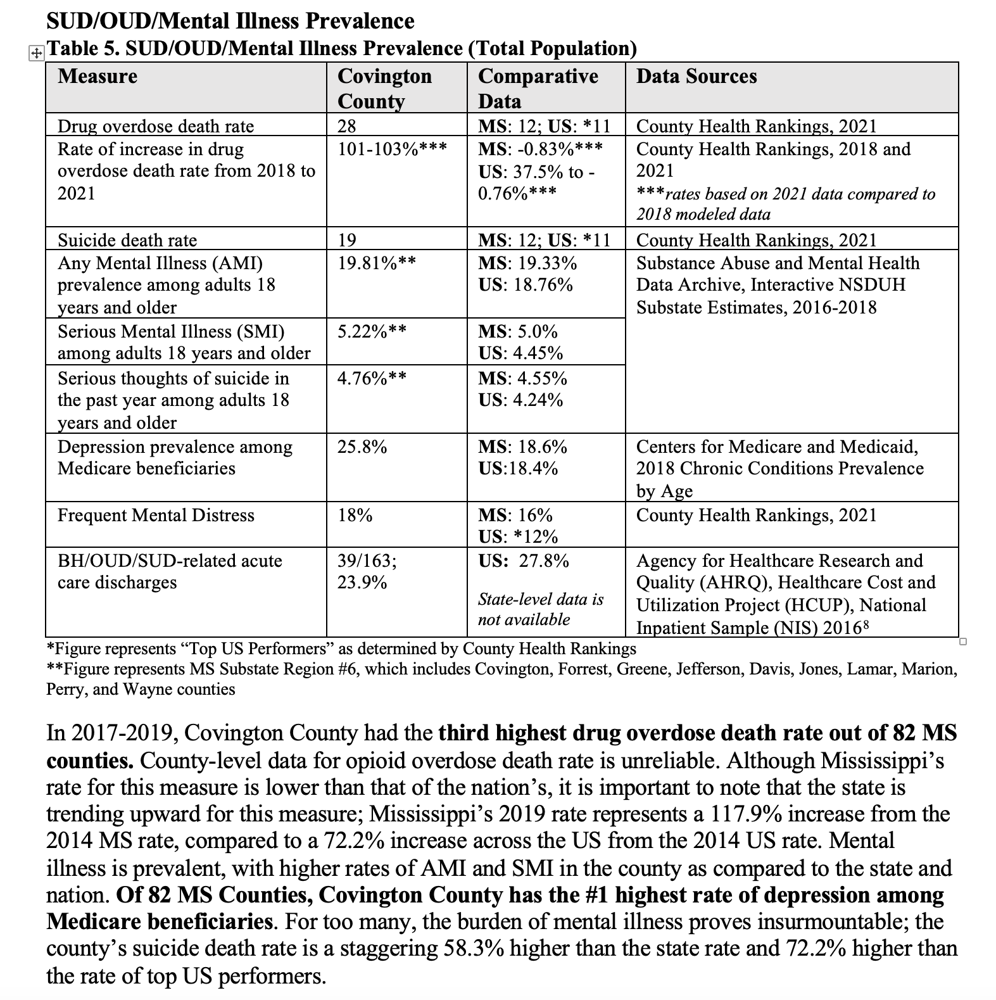 SUD/OUD/Mental Illness Prevalence
Table 5. SUD/OUD/Mental Illness Prevalence (Total Population)
Measure
Covington
County
Comparative
Data
Data Sources
Drug overdose death rate
28
MS: 12; US: *11
County Health Rankings, 2021
Rate of increase in drug
overdose death rate from 2018 to
2021
101-103%***
MS: -0.83%***
US: 37.5% to -
0.76%***
County Health Rankings, 2018 and
2021
***rates based on 2021 data compared to
2018 modeled data
Suicide death rate
19
MS: 12; US: *11
County Health Rankings, 2021
Any Mental Illness (AMI)
prevalence among adults 18
years and older
19.81%**
MS: 19.33%
US: 18.76%
Substance Abuse and Mental Health
Data Archive, Interactive NSDUH
Substate Estimates, 2016-2018
Serious Mental Illness (SMI)
among adults 18 years and older
5.22%**
MS: 5.0%
US: 4.45%
Serious thoughts of suicide in
the past year among adults 18
years and older
4.76%**
MS: 4.55%
US: 4.24%
Depression prevalence among
Medicare beneficiaries
25.8%
MS: 18.6%
US:18.4%
Centers for Medicare and Medicaid,
2018 Chronic Conditions Prevalence
by Age
Frequent Mental Distress
18%
MS: 16%
US: *12%
County Health Rankings, 2021
BH/OUD/SUD-related acute
care discharges
39/163;
23.9%
US: 27.8%
State-level data is
not available
Agency for Healthcare Research and
Quality (AHRQ), Healthcare Cost and
Utilization Project (HCUP), National
Inpatient Sample (NIS) 2016⁸
*Figure represents “Top US Performers” as determined by County Health Rankings
**Figure represents MS Substate Region #6, which includes Covington, Forrest, Greene, Jefferson, Davis, Jones, Lamar, Marion,
Perry, and Wayne counties
In 2017-2019, Covington County had the third highest drug overdose death rate out of 82 MS
counties. County-level data for opioid overdose death rate is unreliable. Although Mississippi’s
rate for this measure is lower than that of the nation’s, it is important to note that the state is
trending upward for this measure; Mississippi’s 2019 rate represents a 117.9% increase from the
2014 MS rate, compared to a 72.2% increase across the US from the 2014 US rate. Mental
illness is prevalent, with higher rates of AMI and SMI in the county as compared to the state and
nation. Of 82 MS Counties, Covington County has the #1 highest rate of depression among
Medicare beneficiaries. For too many, the burden of mental illness proves insurmountable; the
county’s suicide death rate is a staggering 58.3% higher than the state rate and 72.2% higher than
the rate of top US performers.